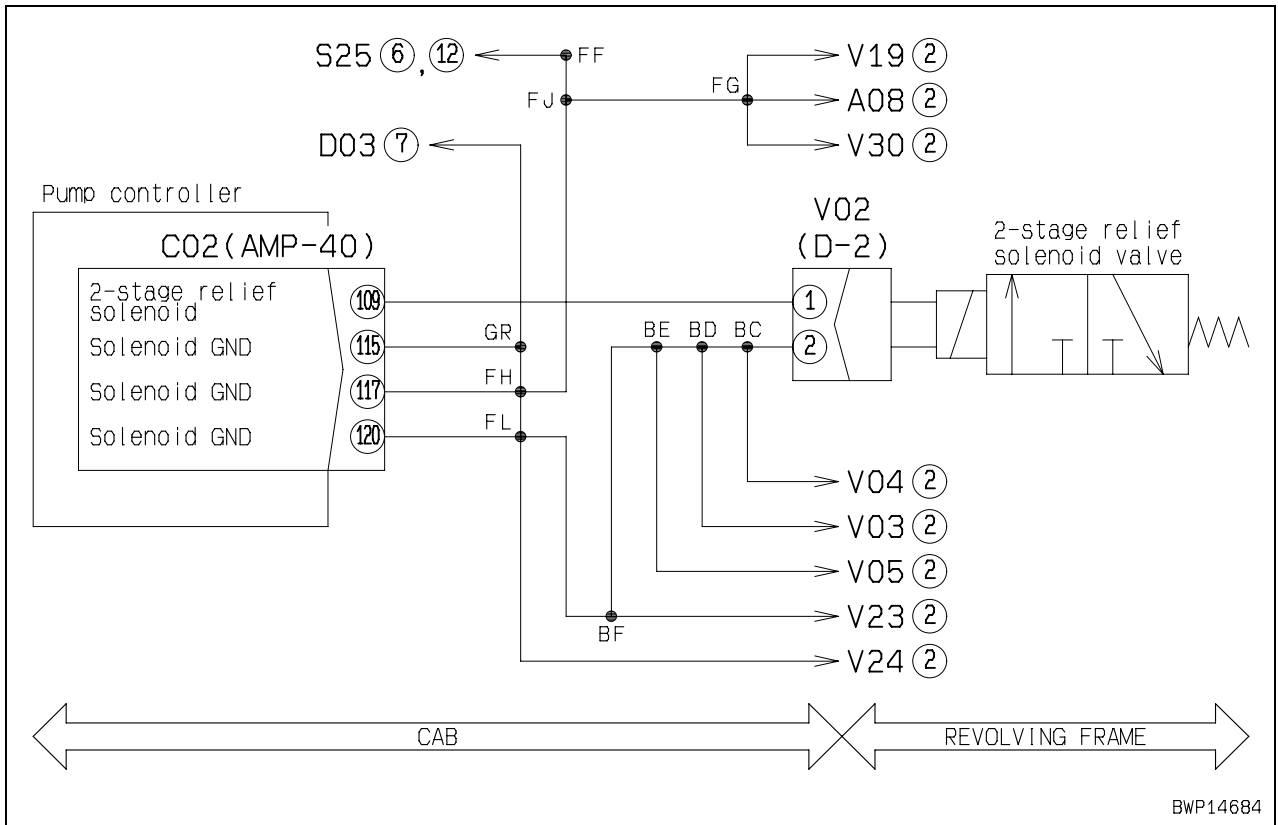 S25 ⑥, ⑫
FF
V19 ②
FJ
FG
A08 ②
D03 ⑦
V30 ②
Pump controller
C02(AMP-40)
V02
(D-2)
2-stage relief
solenoid valve
2-stage relief
solenoid
109
1
Solenoid GND
115
GR
BE
BD
BC
2
Solenoid GND
117
FH
Solenoid GND
120
FL
V04 ②
V03 ②
V05 ②
V23 ②
BF
V24 ②
CAB
REVOLVING FRAME
BWP14684